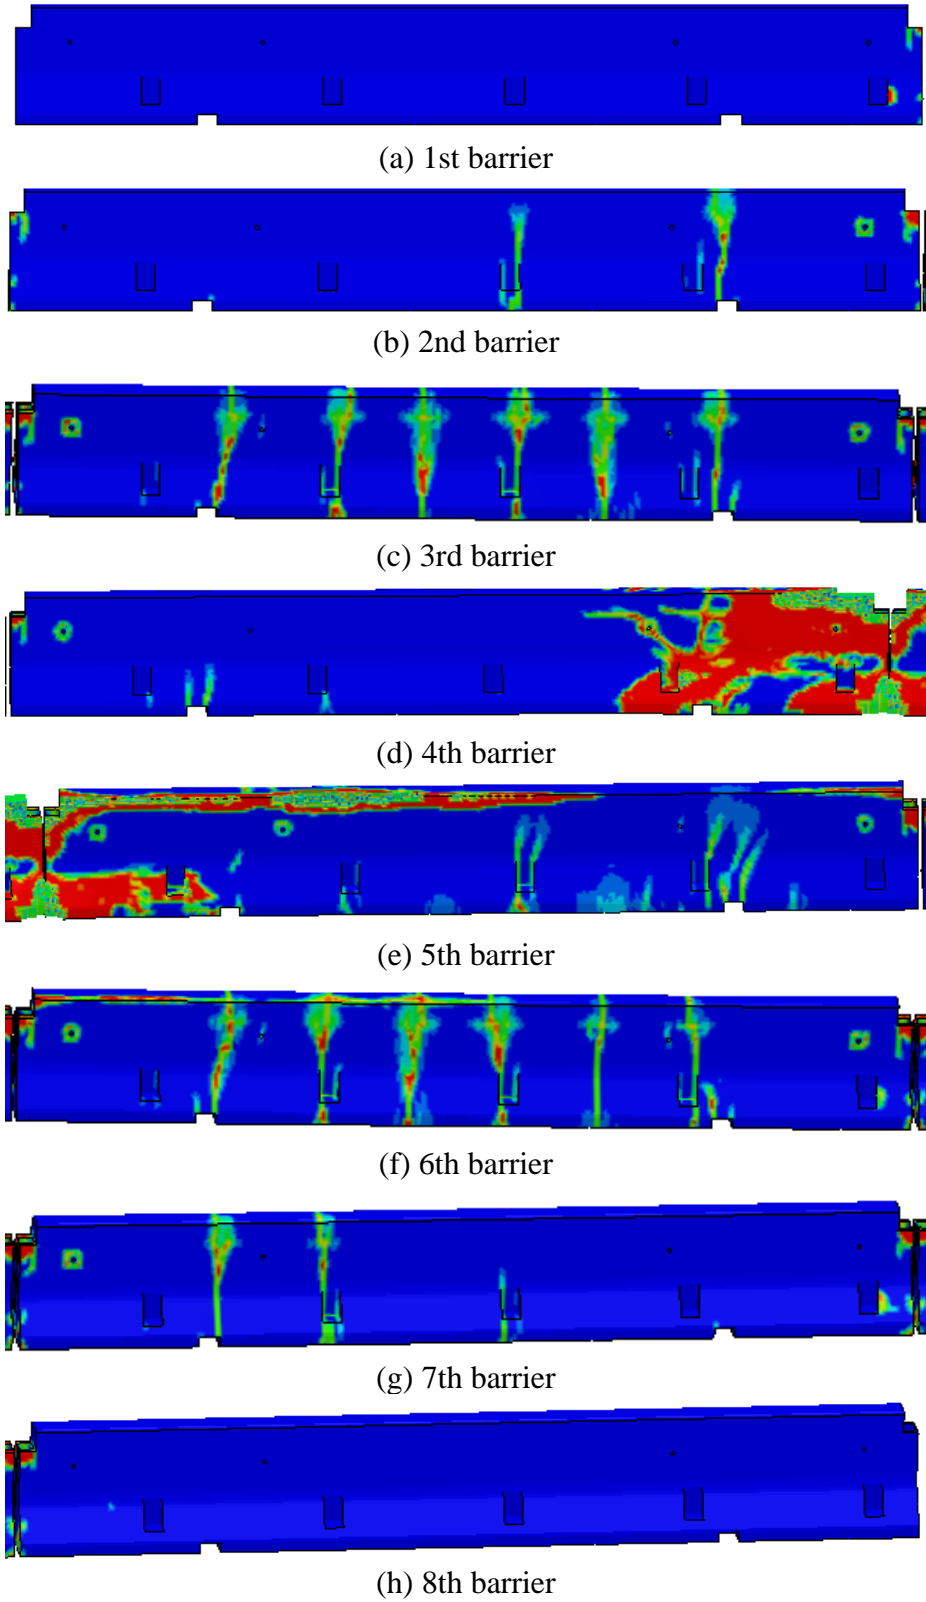 (a) 1st barrier
(b) 2nd barrier
(c) 3rd barrier
(d) 4th barrier
(e) 5th barrier
(f) 6th barrier
(g) 7th barrier
(h) 8th barrier